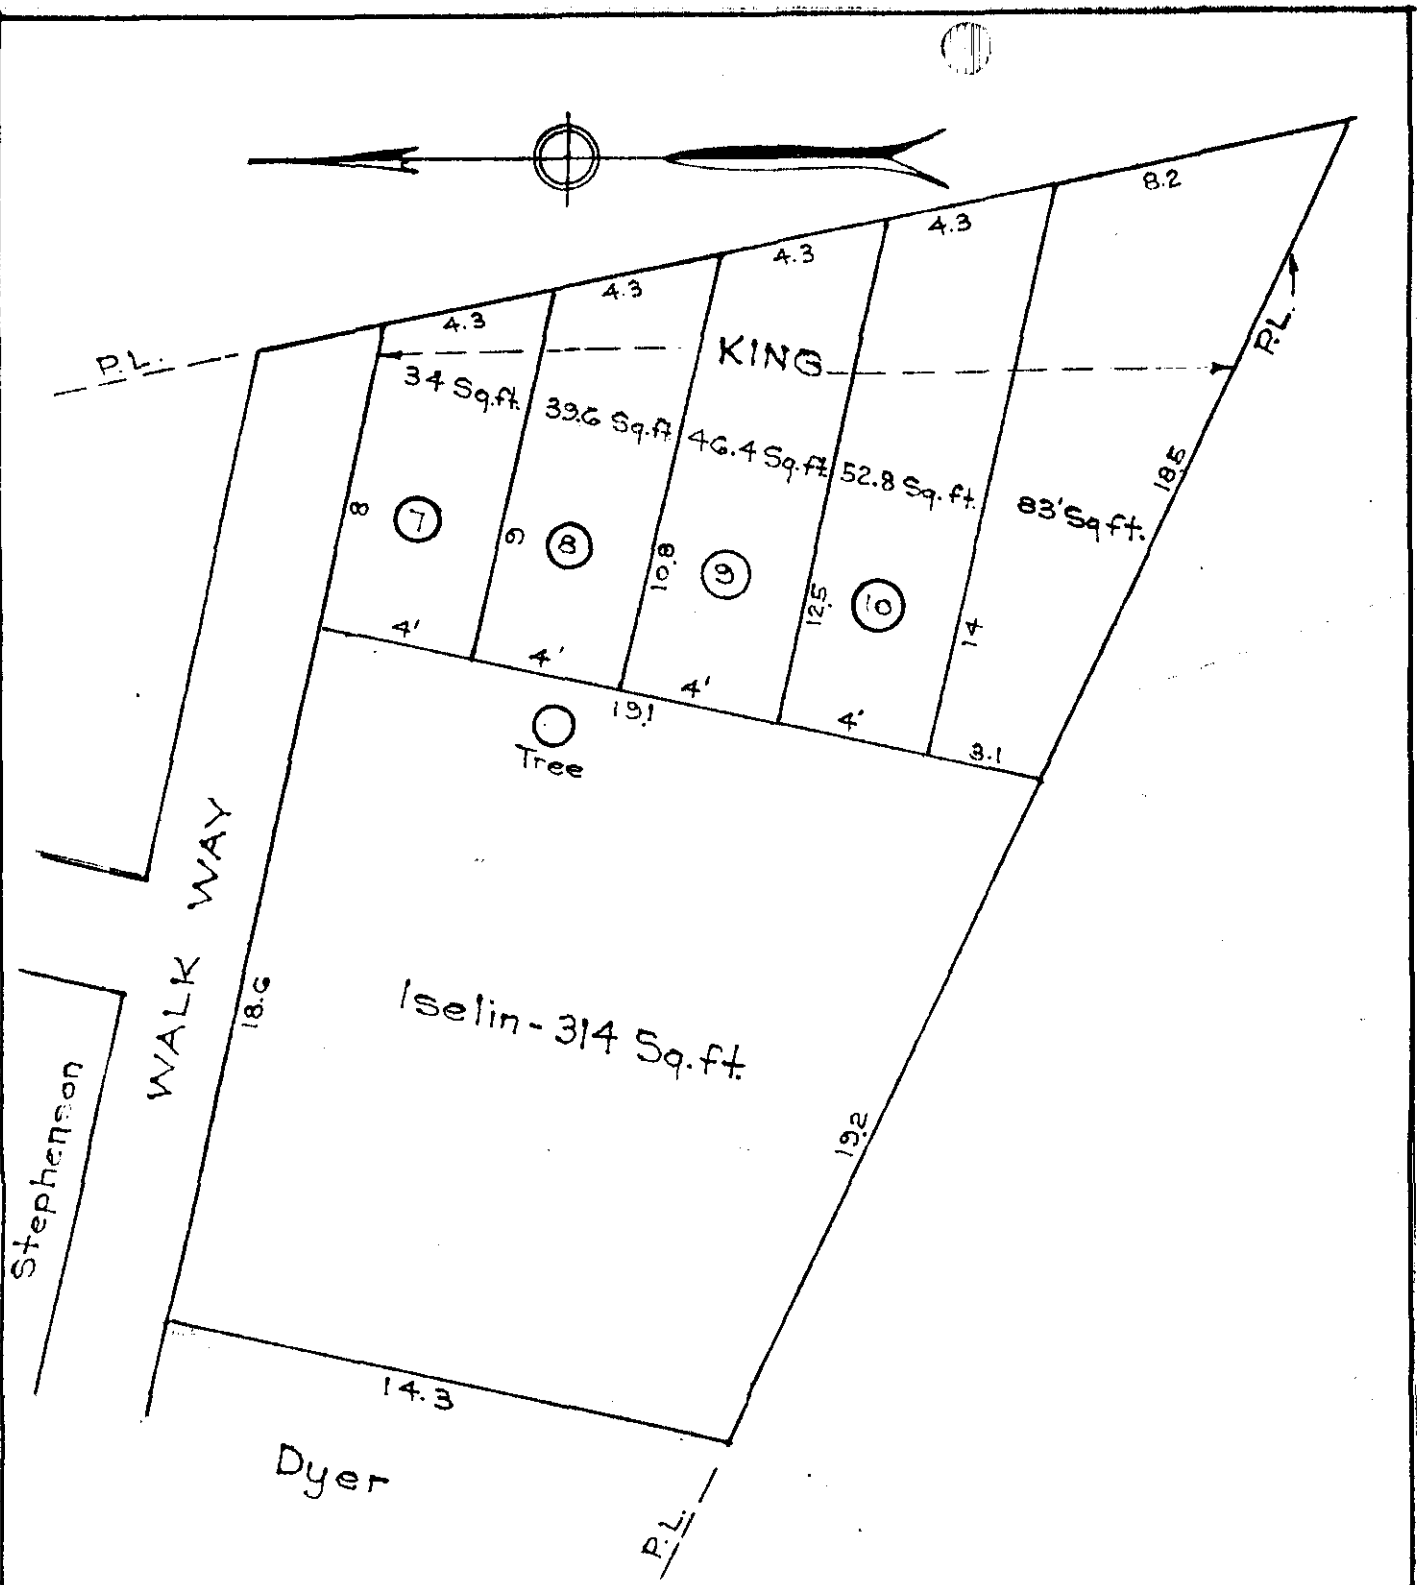 8.2
4.3
4.3
4.3
4.3
P.L.
KING
P.L.
34 Sq.ft.
39.6 Sq.ft
46.4 Sq.ft.
52.8 Sq.ft.
83' Sq ft.
18.5
8
7
9
8
10.8
9
12.5
10
14
4'
4'
4'
4'
3.1
19.1
Tree
WALK WAY
18.6
Iselin - 314 Sq.ft.
19.2
Stephenson
14.3
Dyer
P.L.